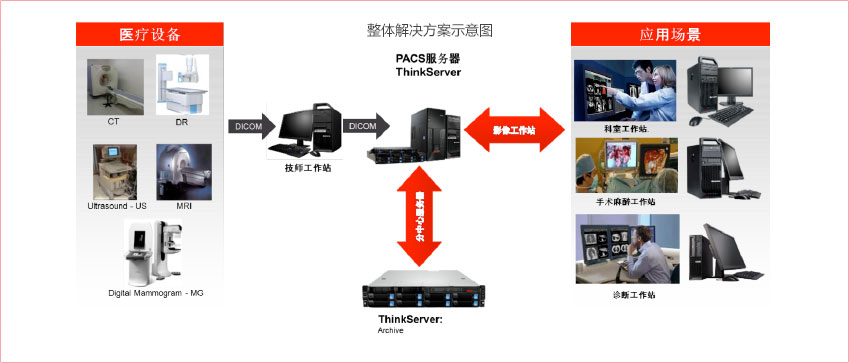 整体解决方案示意图
医疗设备
CT
DR
Ultrasound - US
MRI
Digital Mammogram - MG
DICOM
技师工作站
DICOM
PACS服务器
ThinkServer
影像工作站
分中心服务器
ThinkServer:
Archive
应用场景
科室工作站
手术麻醉工作站
诊断工作站